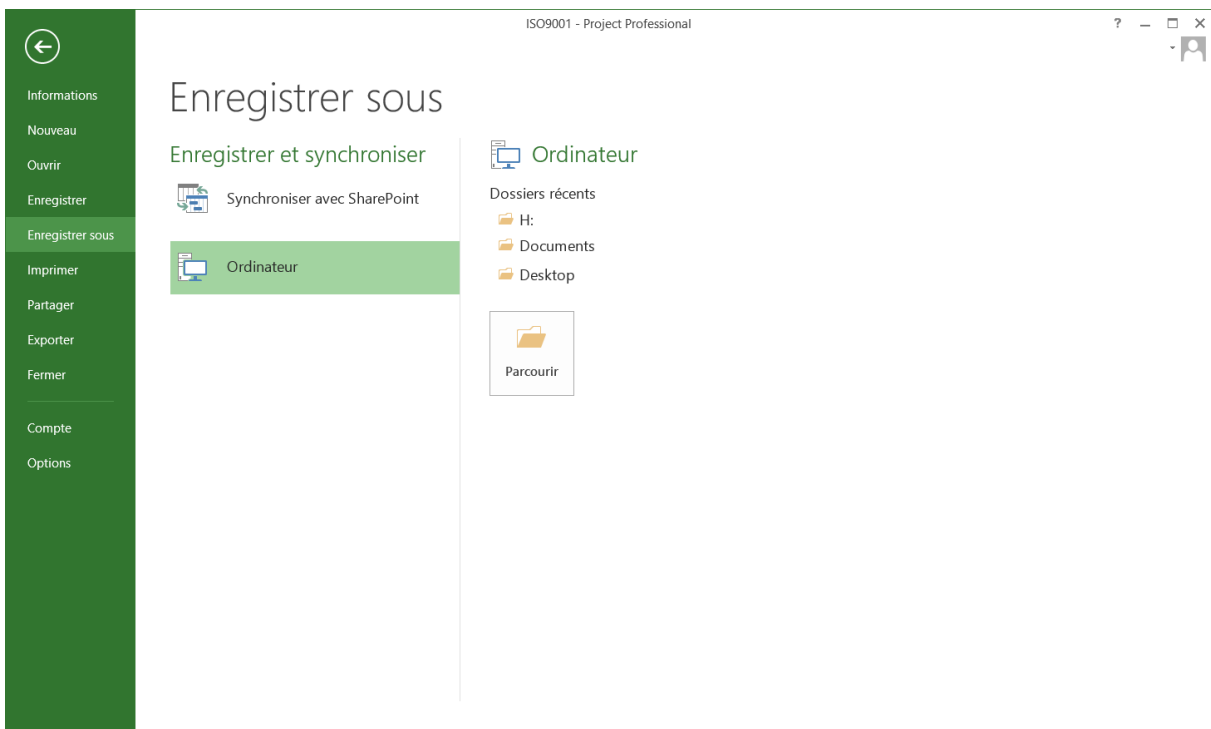 ISO9001 - Project Professional
?
Informations
Nouveau
Ouvrir
Enregistrer
Enregistrer sous
Imprimer
Partager
Exporter
Fermer
Compte
Options
Enregistrer sous
Enregistrer et synchroniser
Synchroniser avec SharePoint
Ordinateur
Ordinateur
Dossiers récents
H:
Documents
Desktop
Parcourir